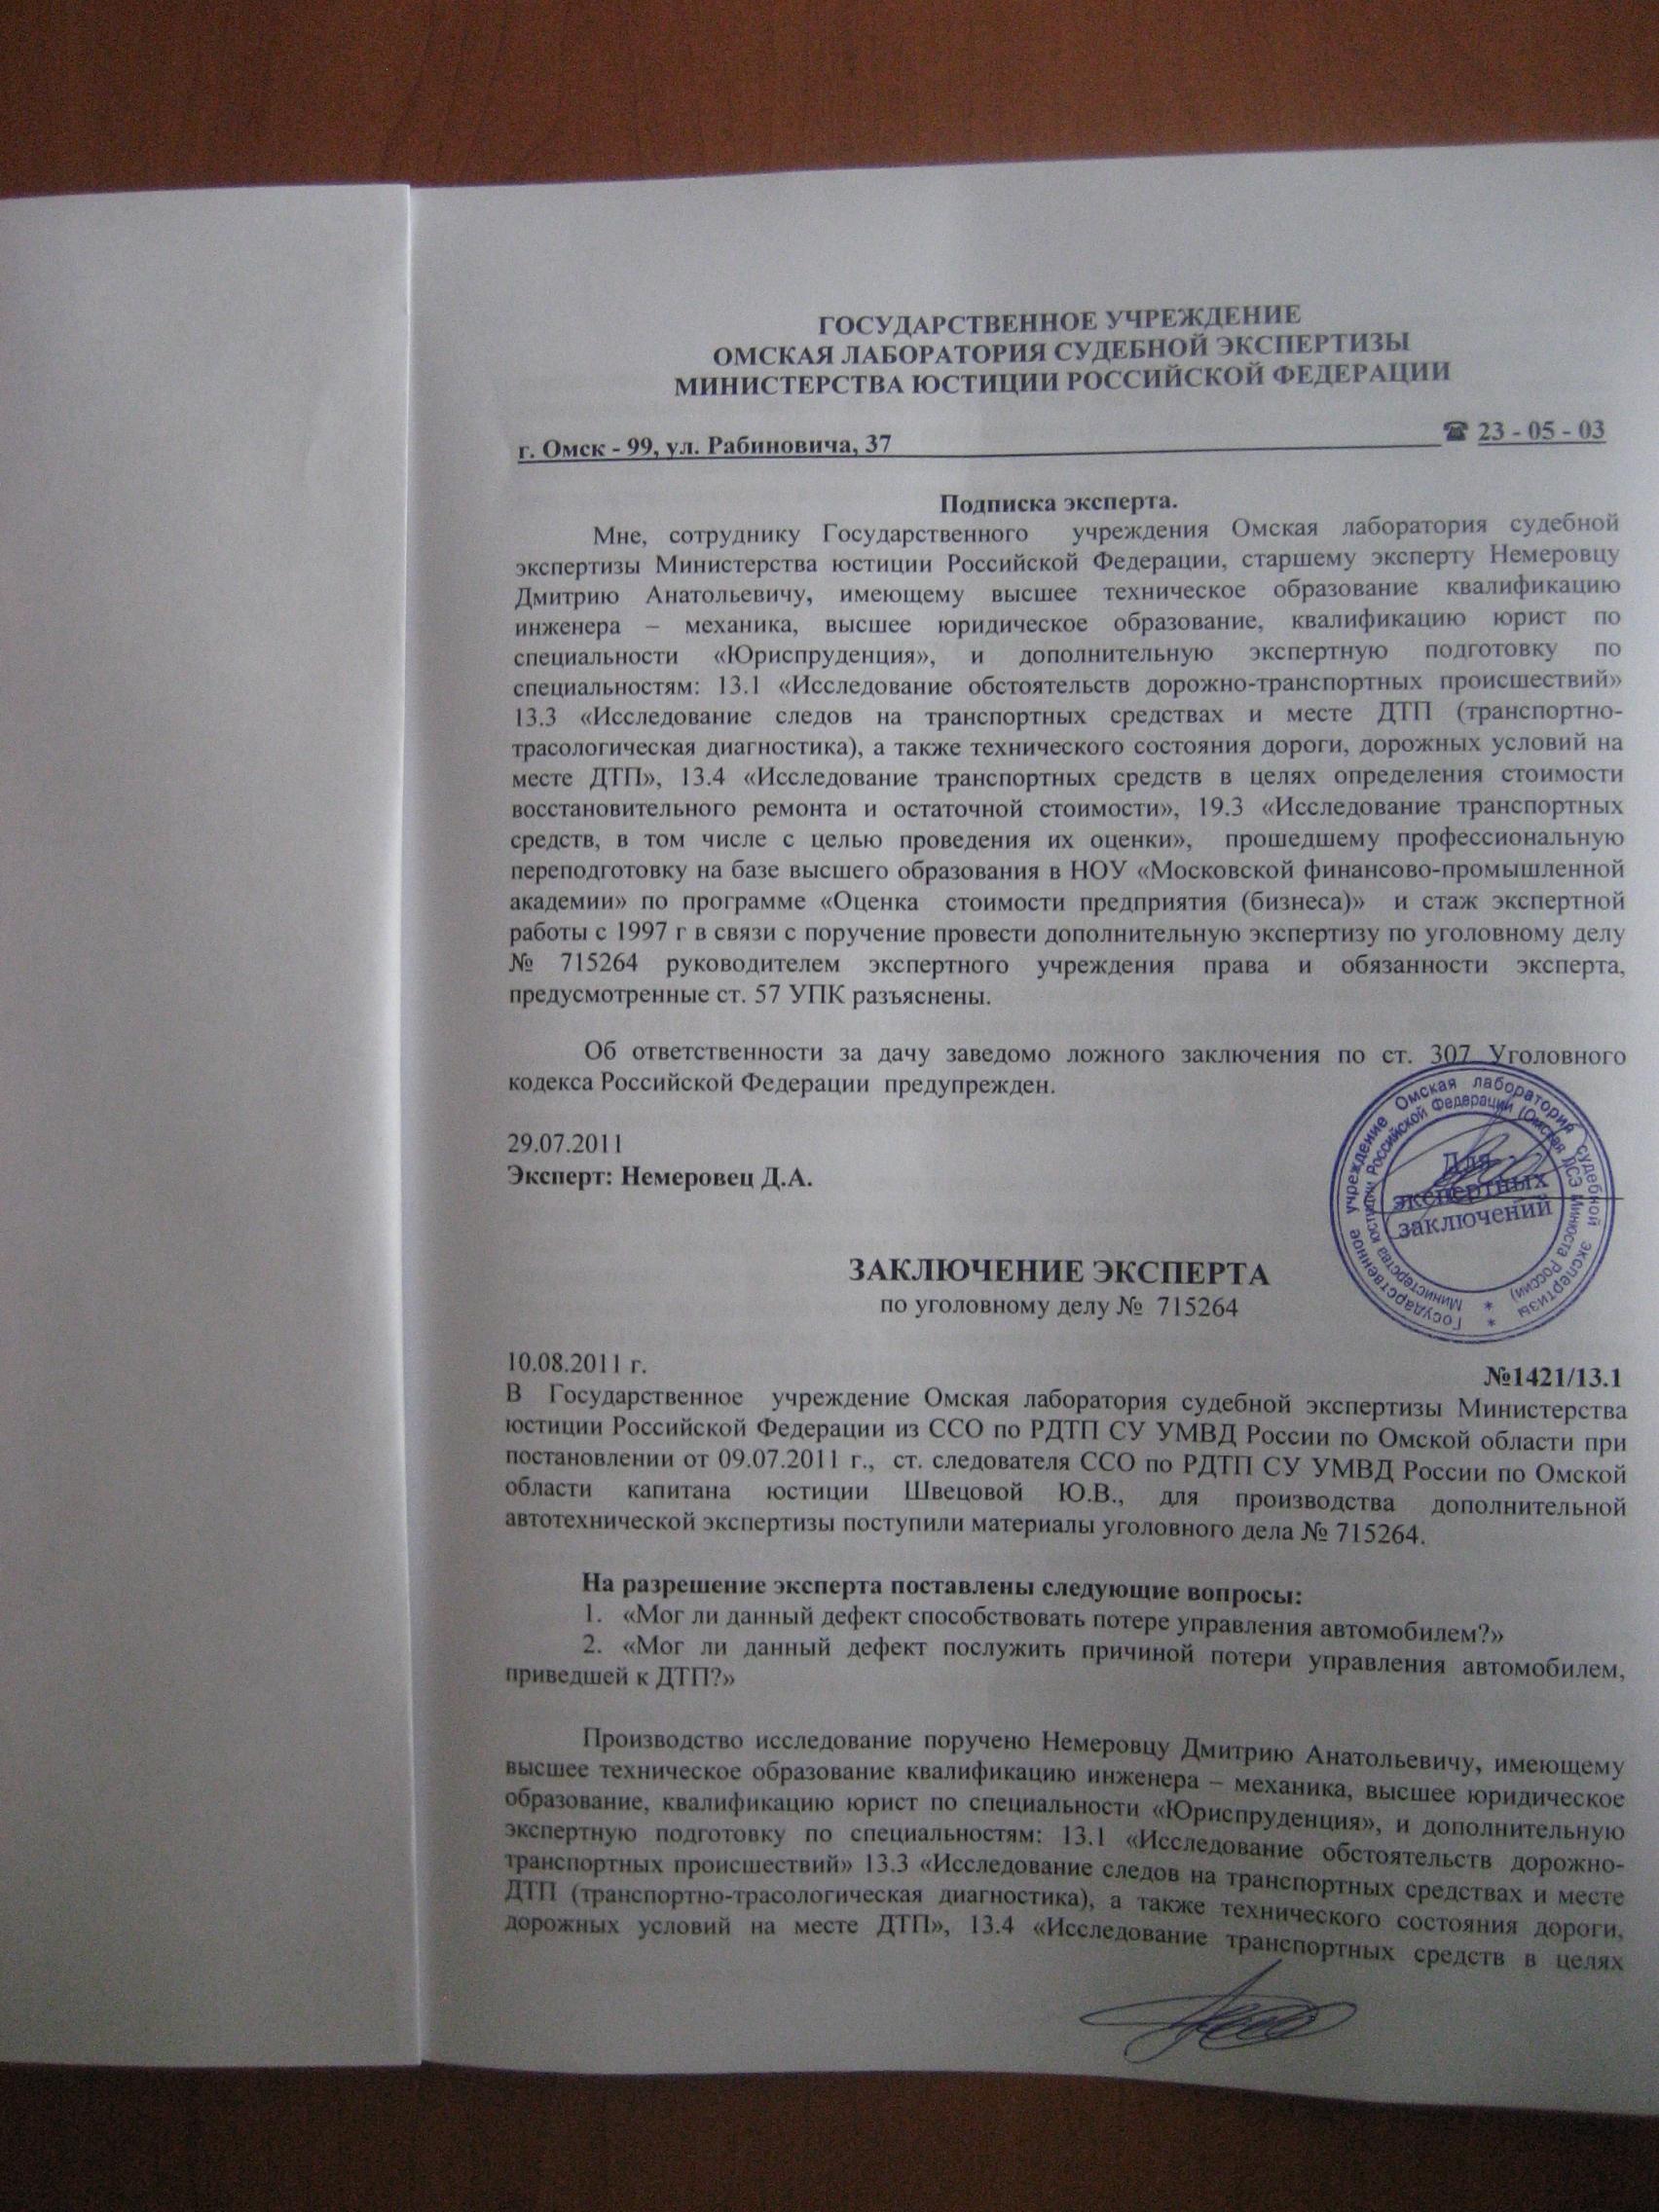 ГОСУДАРСТВЕННОЕ УЧРЕЖДЕНИЕ
ОМСКАЯ ЛАБОРАТОРИЯ СУДЕБНОЙ ЭКСПЕРТИЗЫ
МИНИСТЕРСТВА ЮСТИЦИИ РОССИЙСКОЙ ФЕДЕРАЦИИ
г. Омск - 99, ул. Рабиновича, 37 ☎ 23 - 05 - 03
Подписка эксперта.
Мне, сотруднику Государственного учреждения Омская лаборатория судебной
экспертизы Министерства юстиции Российской Федерации, старшему эксперту Немеровцу
Дмитрию Анатольевичу, имеющему высшее техническое образование квалификацию
инженера – механика, высшее юридическое образование, квалификацию юрист по
специальности «Юриспруденция», и дополнительную экспертную подготовку по
специальностям: 13.1 «Исследование обстоятельств дорожно-транспортных происшествий»
13.3 «Исследование следов на транспортных средствах и месте ДТП (транспортно-
трасологическая диагностика), а также технического состояния дороги, дорожных условий на
месте ДТП», 13.4 «Исследование транспортных средств в целях определения стоимости
восстановительного ремонта и остаточной стоимости», 19.3 «Исследование транспортных
средств, в том числе с целью проведения их оценки», прошедшему профессиональную
переподготовку на базе высшего образования в НОУ «Московской финансово-промышленной
академии» по программе «Оценка стоимости предприятия (бизнеса)» и стаж экспертной
работы с 1997 г в связи с поручение провести дополнительную экспертизу по уголовному делу
№ 715264 руководителем экспертного учреждения права и обязанности эксперта,
предусмотренные ст. 57 УПК разъяснены.
Об ответственности за дачу заведомо ложного заключения по ст. 307 Уголовного
кодекса Российской Федерации предупрежден.
29.07.2011
Эксперт: Немеровец Д.А.
Государственное учреждение Омская лаборатория судебной экспертизы
Министерства юстиции Российской Федерации (Омская ЛСЭ Минюста России)
Для
экспертных
заключений
ЗАКЛЮЧЕНИЕ ЭКСПЕРТА
по уголовному делу № 715264
10.08.2011 г. №1421/13.1
В Государственное учреждение Омская лаборатория судебной экспертизы Министерства
юстиции Российской Федерации из ССО по РДТП СУ УМВД России по Омской области при
постановлении от 09.07.2011 г., ст. следователя ССО по РДТП СУ УМВД России по Омской
области капитана юстиции Швецовой Ю.В., для производства дополнительной
автотехнической экспертизы поступили материалы уголовного дела № 715264.
На разрешение эксперта поставлены следующие вопросы:
1. «Мог ли данный дефект способствовать потере управления автомобилем?»
2. «Мог ли данный дефект послужить причиной потери управления автомобилем,
приведшей к ДТП?»
Производство исследование поручено Немеровцу Дмитрию Анатольевичу, имеющему
высшее техническое образование квалификацию инженера – механика, высшее юридическое
образование, квалификацию юрист по специальности «Юриспруденция», и дополнительную
экспертную подготовку по специальностям: 13.1 «Исследование обстоятельств дорожно-
транспортных происшествий» 13.3 «Исследование следов на транспортных средствах и месте
ДТП (транспортно-трасологическая диагностика), а также технического состояния дороги,
дорожных условий на месте ДТП», 13.4 «Исследование транспортных средств в целях